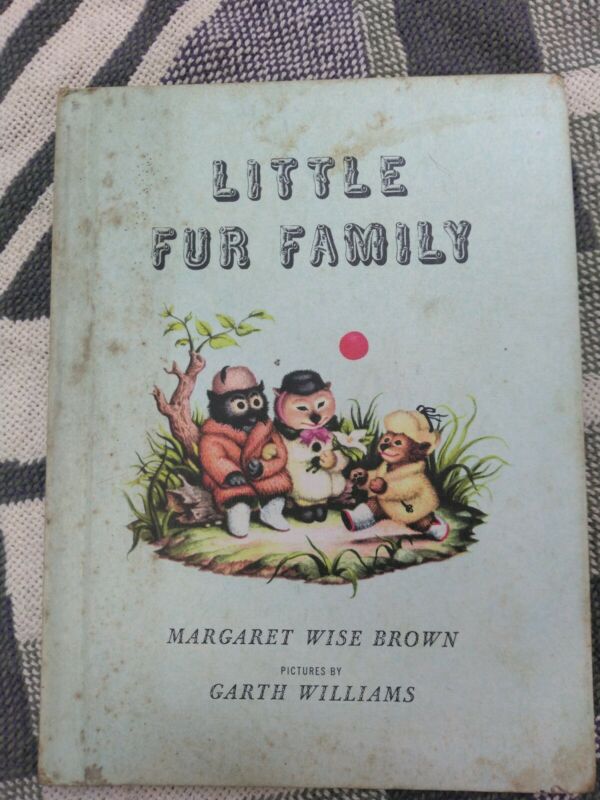 LITTLE
FUR FAMILY
MARGARET WISE BROWN
PICTURES BY
GARTH WILLIAMS